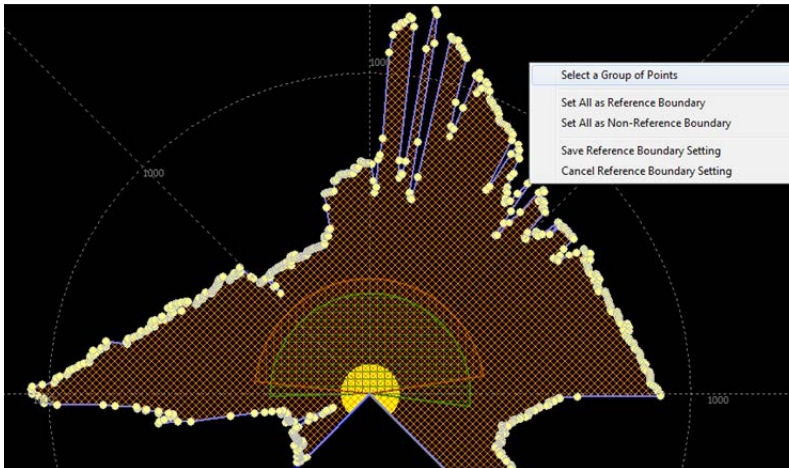 1000
Select a Group of Points
Set All as Reference Boundary
Set All as Non-Reference Boundary
Save Reference Boundary Setting
Cancel Reference Boundary Setting
1000
1000